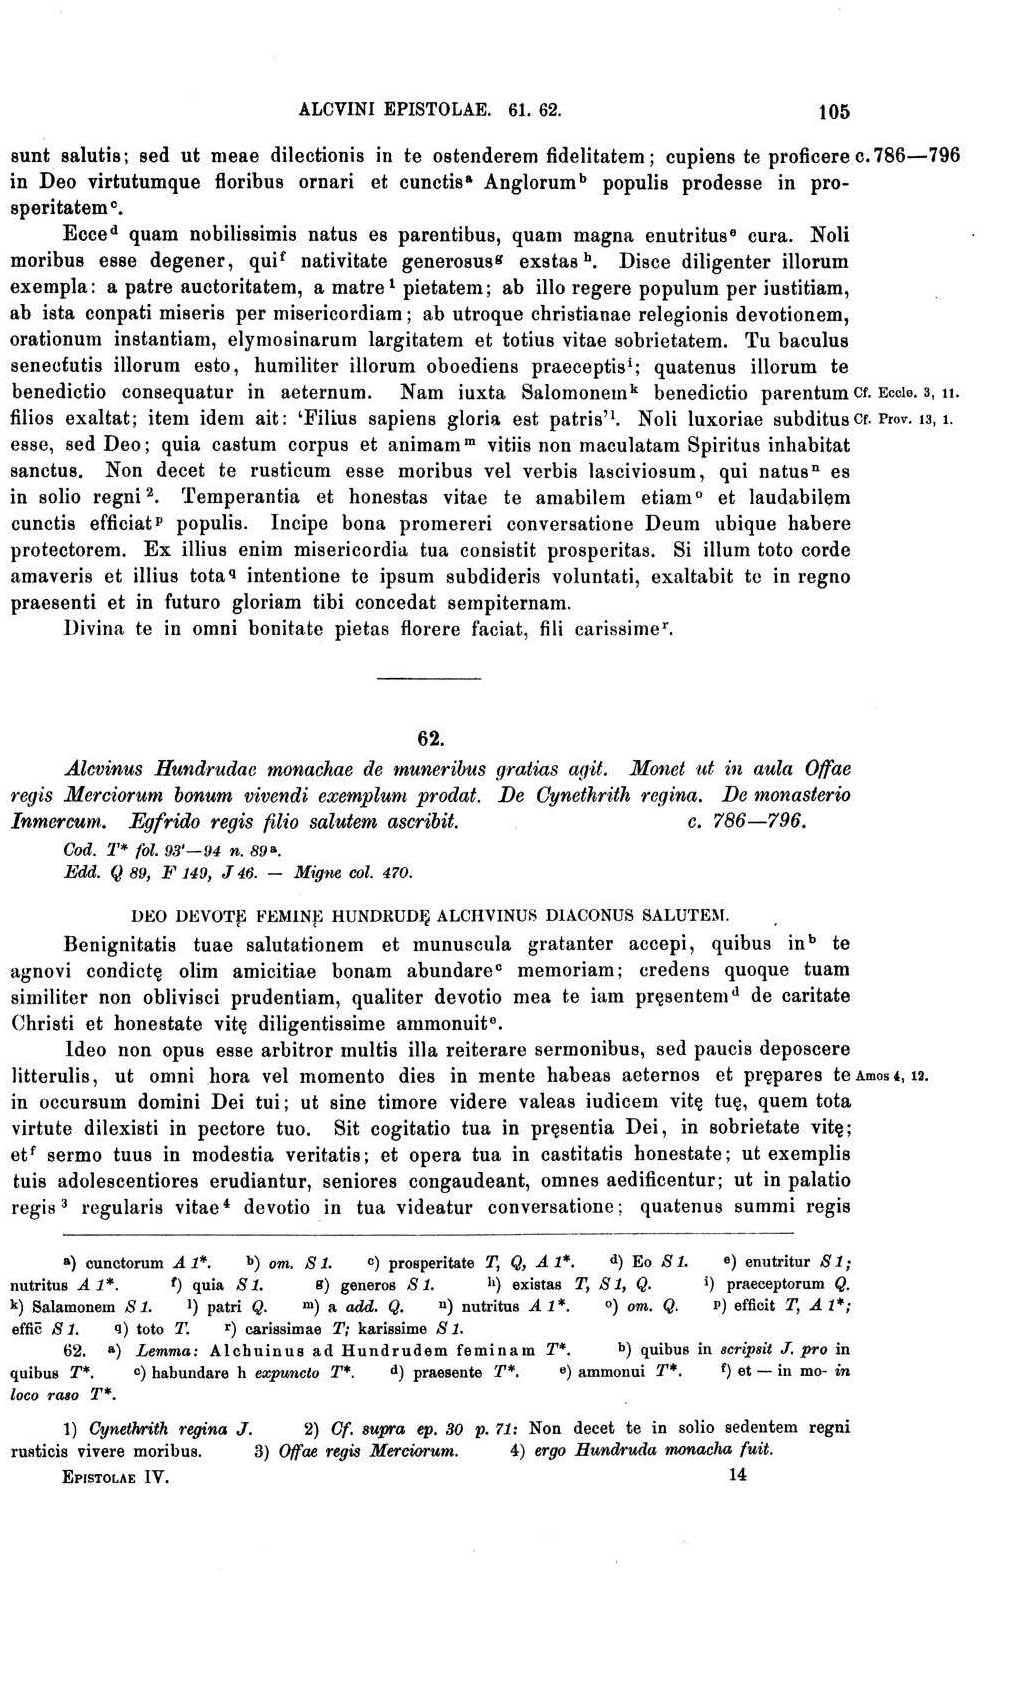 ALCVINI EPISTOLAE. 61. 62. 105
sunt salutis; sed ut meae dilectionis in te ostenderem fidelitatem; cupiens te proficere c. 786—796
in Deo virtutumque floribus ornari et cunctis a Anglorum b populis prodesse in pro-
speritatem c.
Ecce d quam nobilissimis natus es parentibus, quam magna enutritus e cura. Noli
moribus esse degener, qui f nativitate generosus g exstas h. Disce diligenter illorum
exempla: a patre auctoritatem, a matre 1 pietatem; ab illo regere populum per iustitiam,
ab ista conpati miseris per misericordiam; ab utroque christianae relegionis devotionem,
orationum instantiam, elymosinarum largitatem et totius vitae sobrietatem. Tu baculus
senectutis illorum esto, humiliter illorum oboediens praeceptis i; quatenus illorum te
benedictio consequatur in aeternum. Nam iuxta Salomonem k benedictio parentum Cf. Eccle. 3, 11.
filios exaltat; item idem ait: 'Filius sapiens gloria est patris' l. Noli luxoriae subditus Cf. Prov. 13, 1.
esse, sed Deo; quia castum corpus et animam m vitiis non maculatam Spiritus inhabitat
sanctus. Non decet te rusticum esse moribus vel verbis lasciviosum, qui natus n es
in solio regni 2. Temperantia et honestas vitae te amabilem etiam o et laudabilęm
cunctis efficiat p populis. Incipe bona promereri conversatione Deum ubique habere
protectorem. Ex illius enim misericordia tua consistit prosperitas. Si illum toto corde
amaveris et illius tota q intentione te ipsum subdideris voluntati, exaltabit te in regno
praesenti et in futuro gloriam tibi concedat sempiternam.
Divina te in omni bonitate pietas florere faciat, fili carissime r.
62.
Alcvinus Hundrudae monachae de muneribus gratias agit. Monet ut in aula Offae
regis Merciorum bonum vivendi exemplum prodat. De Cynethrith regina. De monasterio
Inmercum. Egfrido regis filio salutem ascribit. c. 786—796.
Cod. T* fol. 93'—94 n. 89 a.
Edd. Q 89, F 149, J 46. — Migne col. 470.
DEO DEVOTĘ FEMINĘ HUNDRUDĘ ALCHVINUS DIACONUS SALUTEM.
Benignitatis tuae salutationem et munuscula gratanter accepi, quibus in b te
agnovi condictę olim amicitiae bonam abundare c memoriam; credens quoque tuam
similiter non oblivisci prudentiam, qualiter devotio mea te iam pręsentem d de caritate
Christi et honestate vitę diligentissime ammonuit e.
Ideo non opus esse arbitror multis illa reiterare sermonibus, sed paucis deposcere
litterulis, ut omni hora vel momento dies in mente habeas aeternos et prępares te Amos 4, 12.
in occursum domini Dei tui; ut sine timore videre valeas iudicem vitę tuę, quem tota
virtute dilexisti in pectore tuo. Sit cogitatio tua in pręsentia Dei, in sobrietate vitę;
et f sermo tuus in modestia veritatis; et opera tua in castitatis honestate; ut exemplis
tuis adolescentiores erudiantur, seniores congaudeant, omnes aedificentur; ut in palatio
regis 3 regularis vitae 4 devotio in tua videatur conversatione; quatenus summi regis
a) cunctorum A 1*. b) om. S 1. c) prosperitate T, Q, A 1*. d) Eo S 1. e) enutritur S 1;
nutritus A 1*. f) quia S 1. g) generos S 1. h) existas T, S 1, Q. i) praeceptorum Q.
k) Salamonem S 1. l) patri Q. m) a add. Q. n) nutritus A 1*. o) om. Q. p) efficit T, A 1*;
effic̄ S 1. q) toto T. r) carissimae T; karissime S 1.
62. a) Lemma: Alchuinus ad Hundrudem feminam T*. b) quibus in scripsit J. pro in
quibus T*. c) habundare h expuncto T*. d) praesente T*. e) ammonui T*. f) et — in mo- in
loco raso T*.
1) Cynethrith regina J. 2) Cf. supra ep. 30 p. 71: Non decet te in solio sedentem regni
rusticis vivere moribus. 3) Offae regis Merciorum. 4) ergo Hundruda monacha fuit.
EPISTOLAE IV. 14